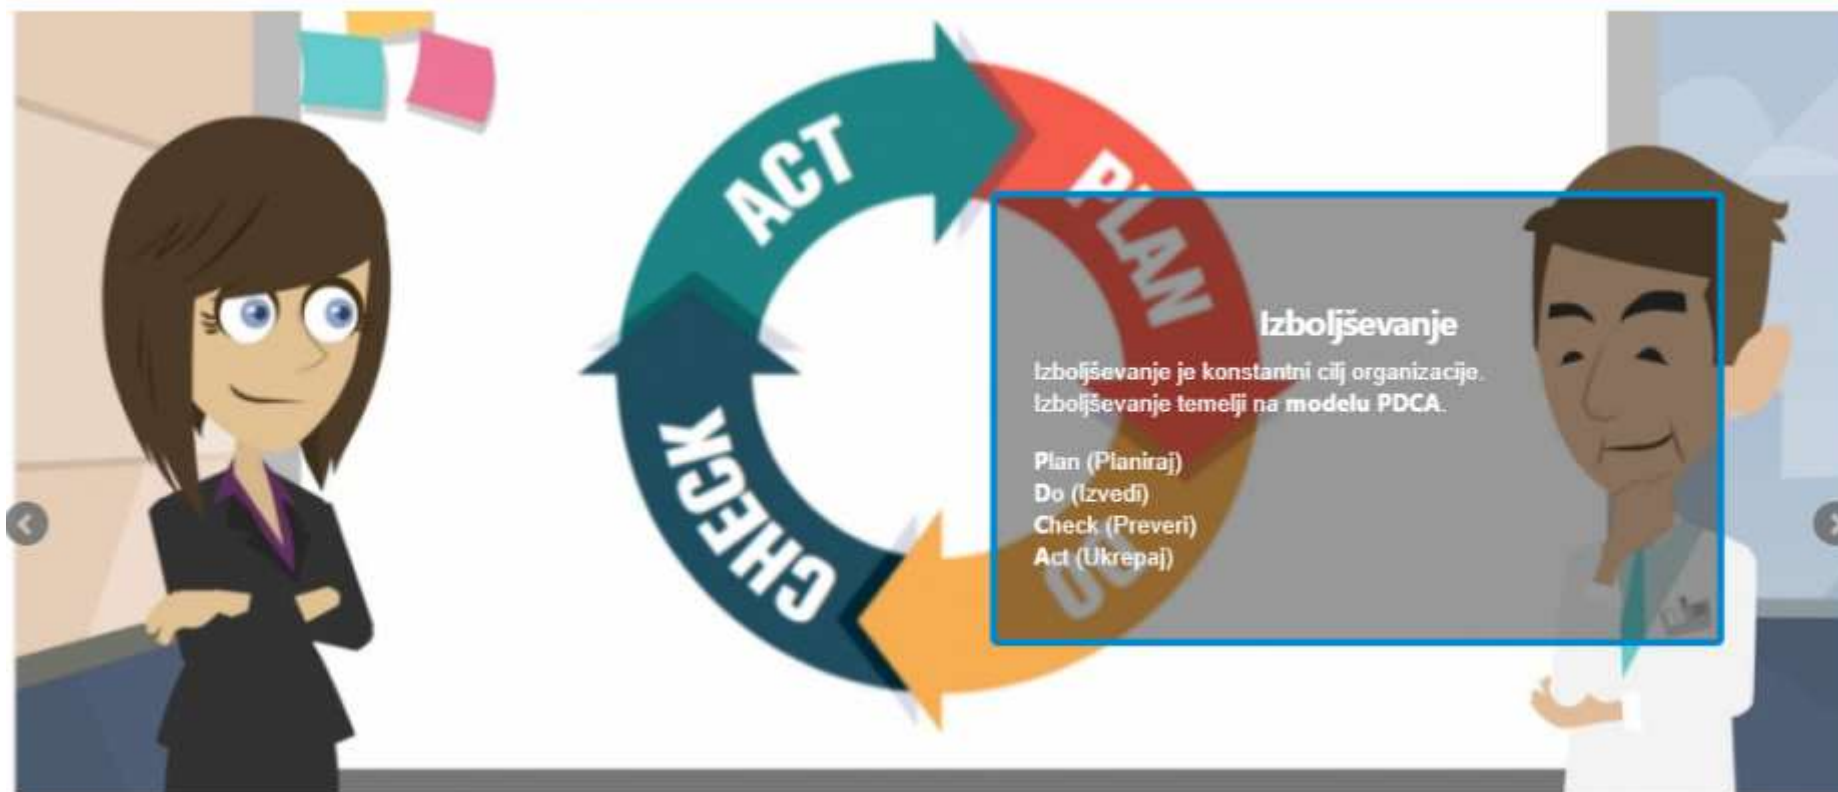 ACT
PLAN
CHECK
DO
Izboljševanje
Izboljševanje je konstantni cilj organizacije.
Izboljševanje temelji na modelu PDCA.
Plan (Planiraj)
Do (Izvedi)
Check (Preveri)
Act (Ukrepaj)